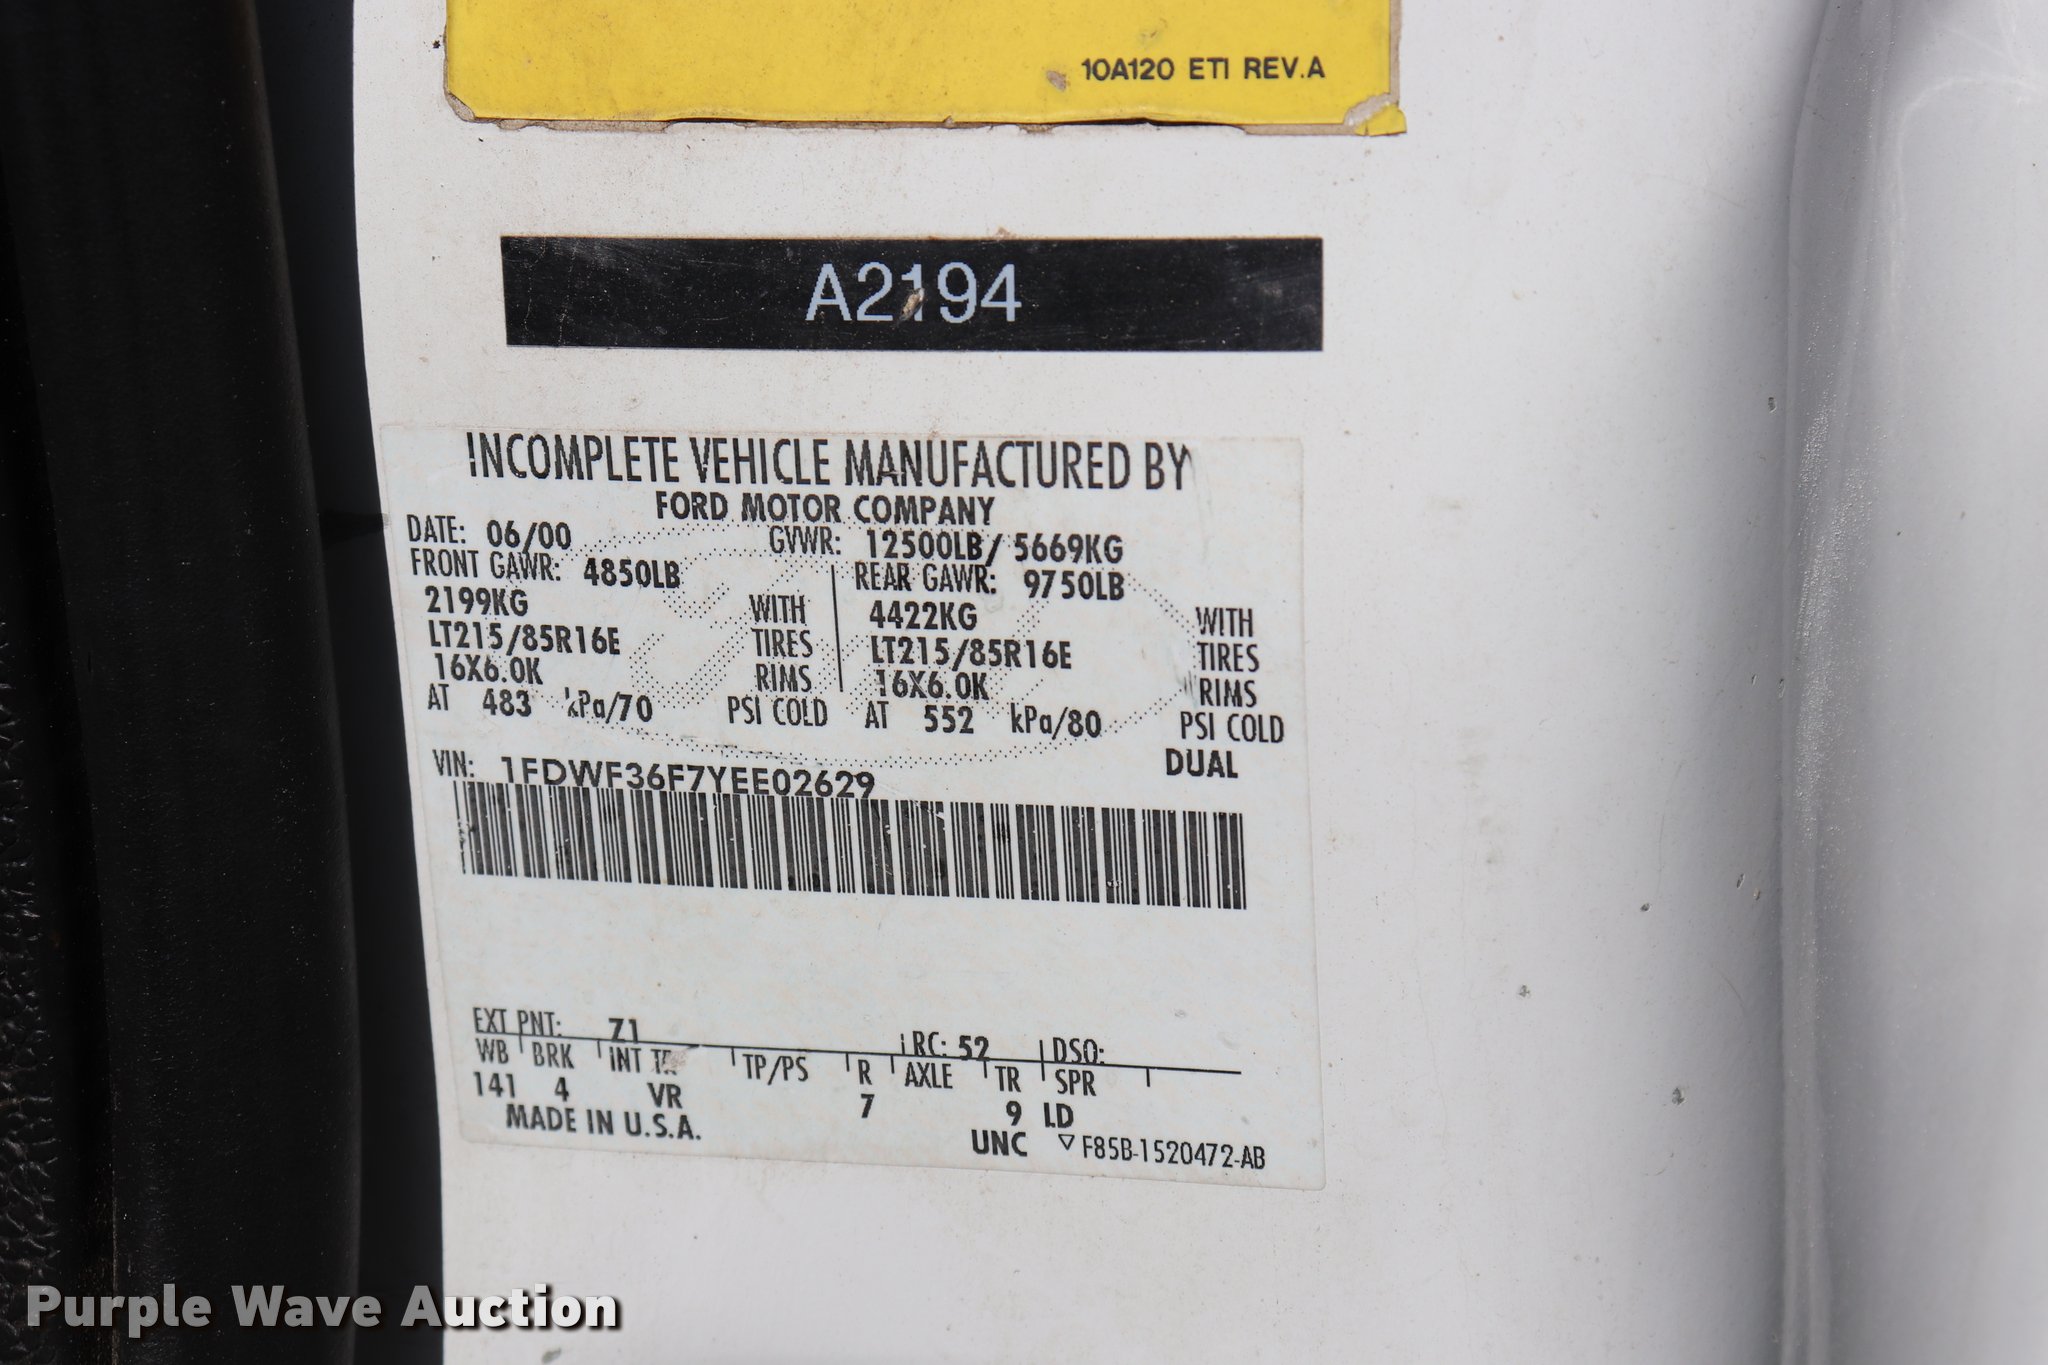 10A120 ETI REV.A
A2194
INCOMPLETE VEHICLE MANUFACTURED BY
FORD MOTOR COMPANY
DATE: 06/00 GVWR: 12500LB/ 5669KG
FRONT GAWR: 4850LB REAR GAWR: 9750LB
2199KG WITH 4422KG WITH
LT215/85R16E TIRES LT215/85R16E TIRES
16X6.0K RIMS 16X6.0K RIMS
AT 483 kPa/70 PSI COLD AT 552 kPa/80 PSI COLD
DUAL
VIN: 1FDWF36F7YEE02629
EXT PNT: Z1 RC: 52 DSO:
WB BRK INT TP/PS R AXLE TR SPR
141 4 VR 7 9 LD
MADE IN U.S.A. UNC F85B-1520472-AB
Purple Wave Auction